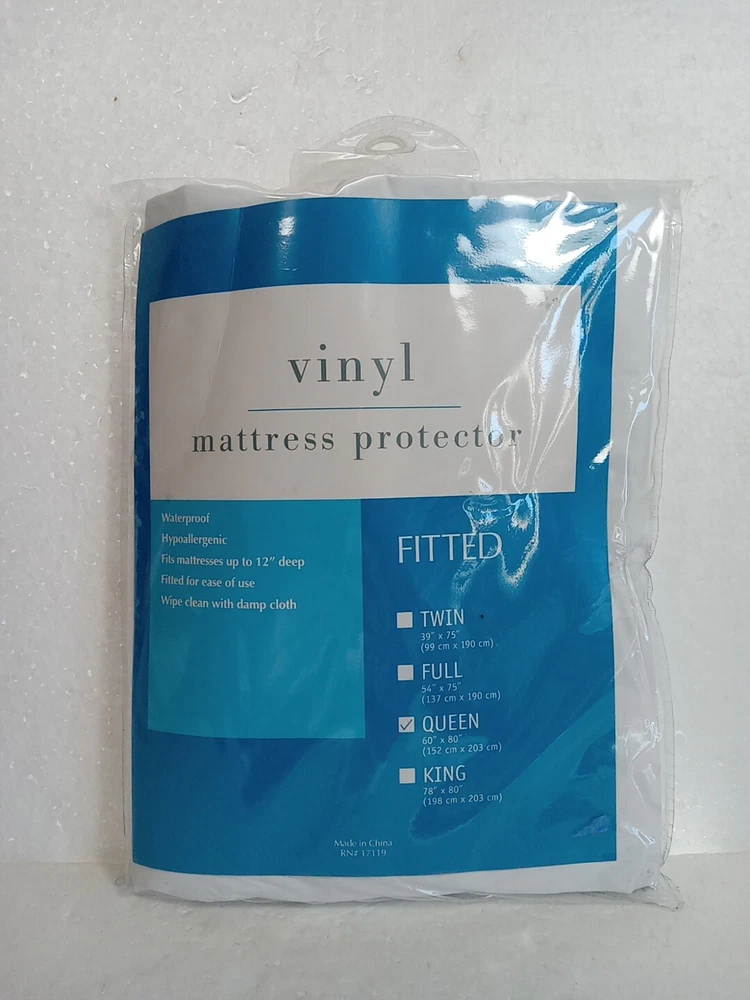 vinyl
mattress protector
Waterproof
Hypoallergenic
Fits mattresses up to 12" deep
Fitted for ease of use
Wipe clean with damp cloth
FITTED
TWIN
39" x 75"
(99 cm x 190 cm)
FULL
54" x 75"
(137 cm x 190 cm)
QUEEN
60" x 80"
(152 cm x 203 cm)
KING
78" x 80"
(198 cm x 203 cm)
Made in China
RN# 17119